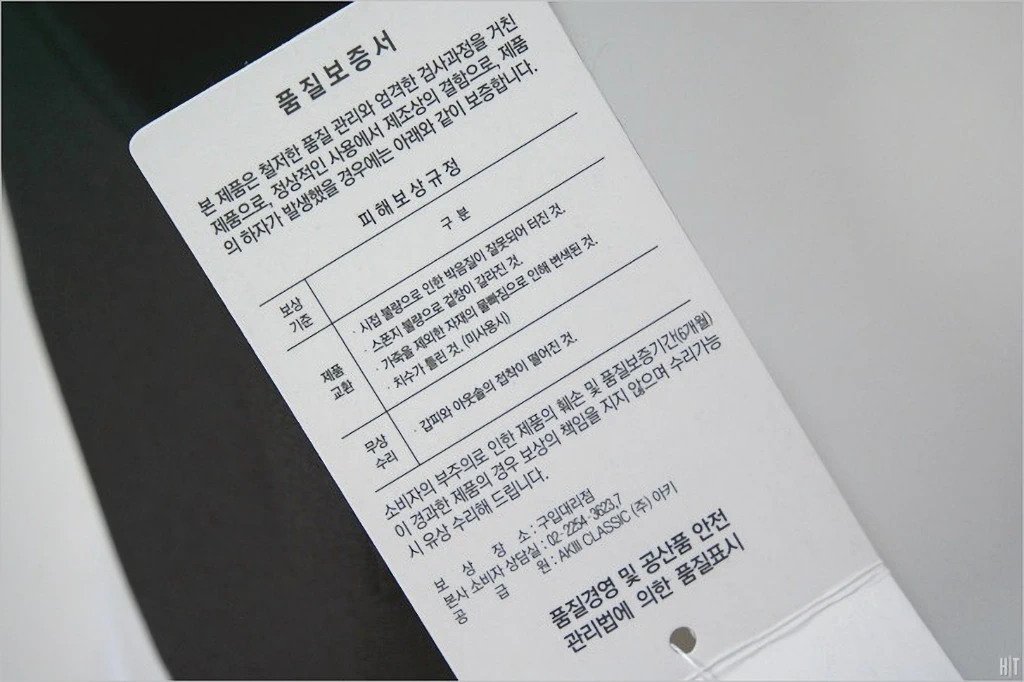 품질보증서
본 제품은 철저한 품질 관리와 엄격한 검사과정을 거친
제품으로, 정상적인 사용에서 제조상의 결함으로, 제품
의 하자가 발생했을 경우에는 아래와 같이 보증합니다.
피해보상규정
보상
기준
구 분
제품
교환
· 시접 불량으로 인한 박음질이 잘못되어 터진 것.
· 스폰지 불량으로 겉창이 갈라진 것.
· 가죽을 제외한 자재의 물빠짐으로 인해 변색된 것.
· 치수가 틀린 것. (미사용시)
무상
수리
· 갑피와 아웃솔의 접착이 떨어진 것.
소비자의 부주의로 인한 제품의 훼손 및 품질보증기간(6개월)
이 경과한 제품의 경우 보상의 책임을 지지 않으며 수리가능
시 유상 수리해 드립니다.
보 상 장 소 : 구입대리점
본사 소비자 상담실 : 02-2254-3623,7
공 급 원 : AKIII CLASSIC (주) 아키
품질경영 및 공산품 안전
관리법에 의한 품질표시
H|T